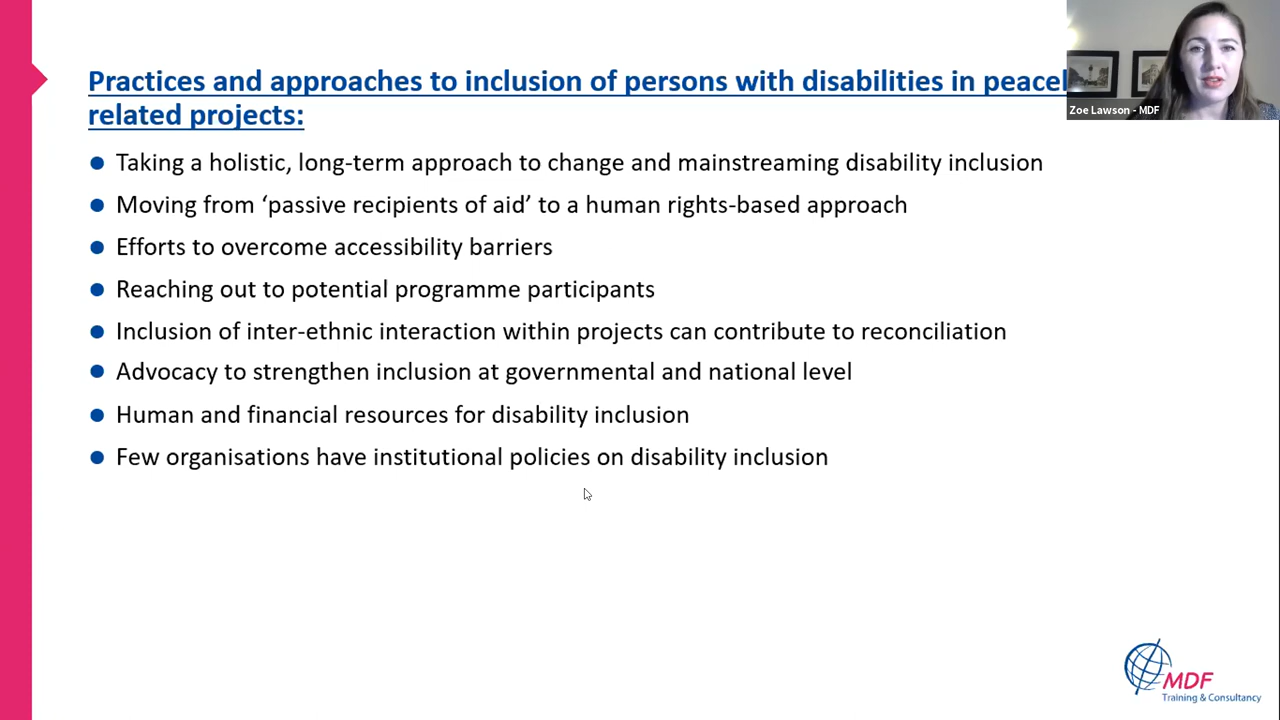 Practices and approaches to inclusion of persons with disabilities in
related projects:
Taking a holistic, long-term approach to change and mainstreaming disability inclusion
Moving from ‘passive recipients of aid’ to a human rights-based approach
Efforts to overcome accessibility barriers
Reaching out to potential programme participants
Inclusion of inter-ethnic interaction within projects can contribute to reconciliation
Advocacy to strengthen inclusion at governmental and national level
Human and financial resources for disability inclusion
Few organisations have institutional policies on disability inclusion
Zoe Lawson - MDF
MDF
Training & Consultancy